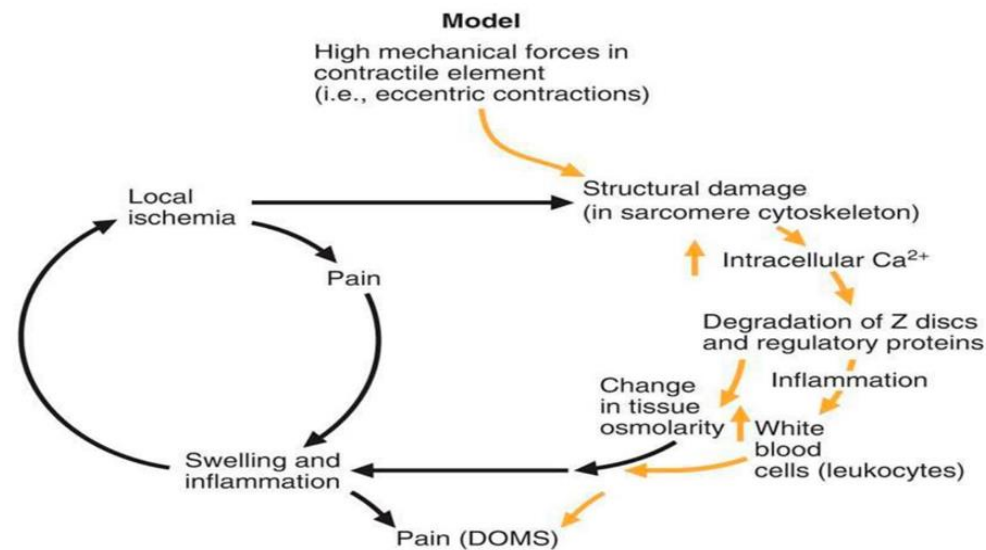 Model
High mechanical forces in
contractile element
(i.e., eccentric contractions)
Local
ischemia
Structural damage
(in sarcomere cytoskeleton)
Pain
Intracellular Ca²⁺
Degradation of Z discs
and regulatory proteins
Change
in tissue
osmolarity
Inflammation
White
blood
cells (leukocytes)
Swelling and
inflammation
Pain (DOMS)